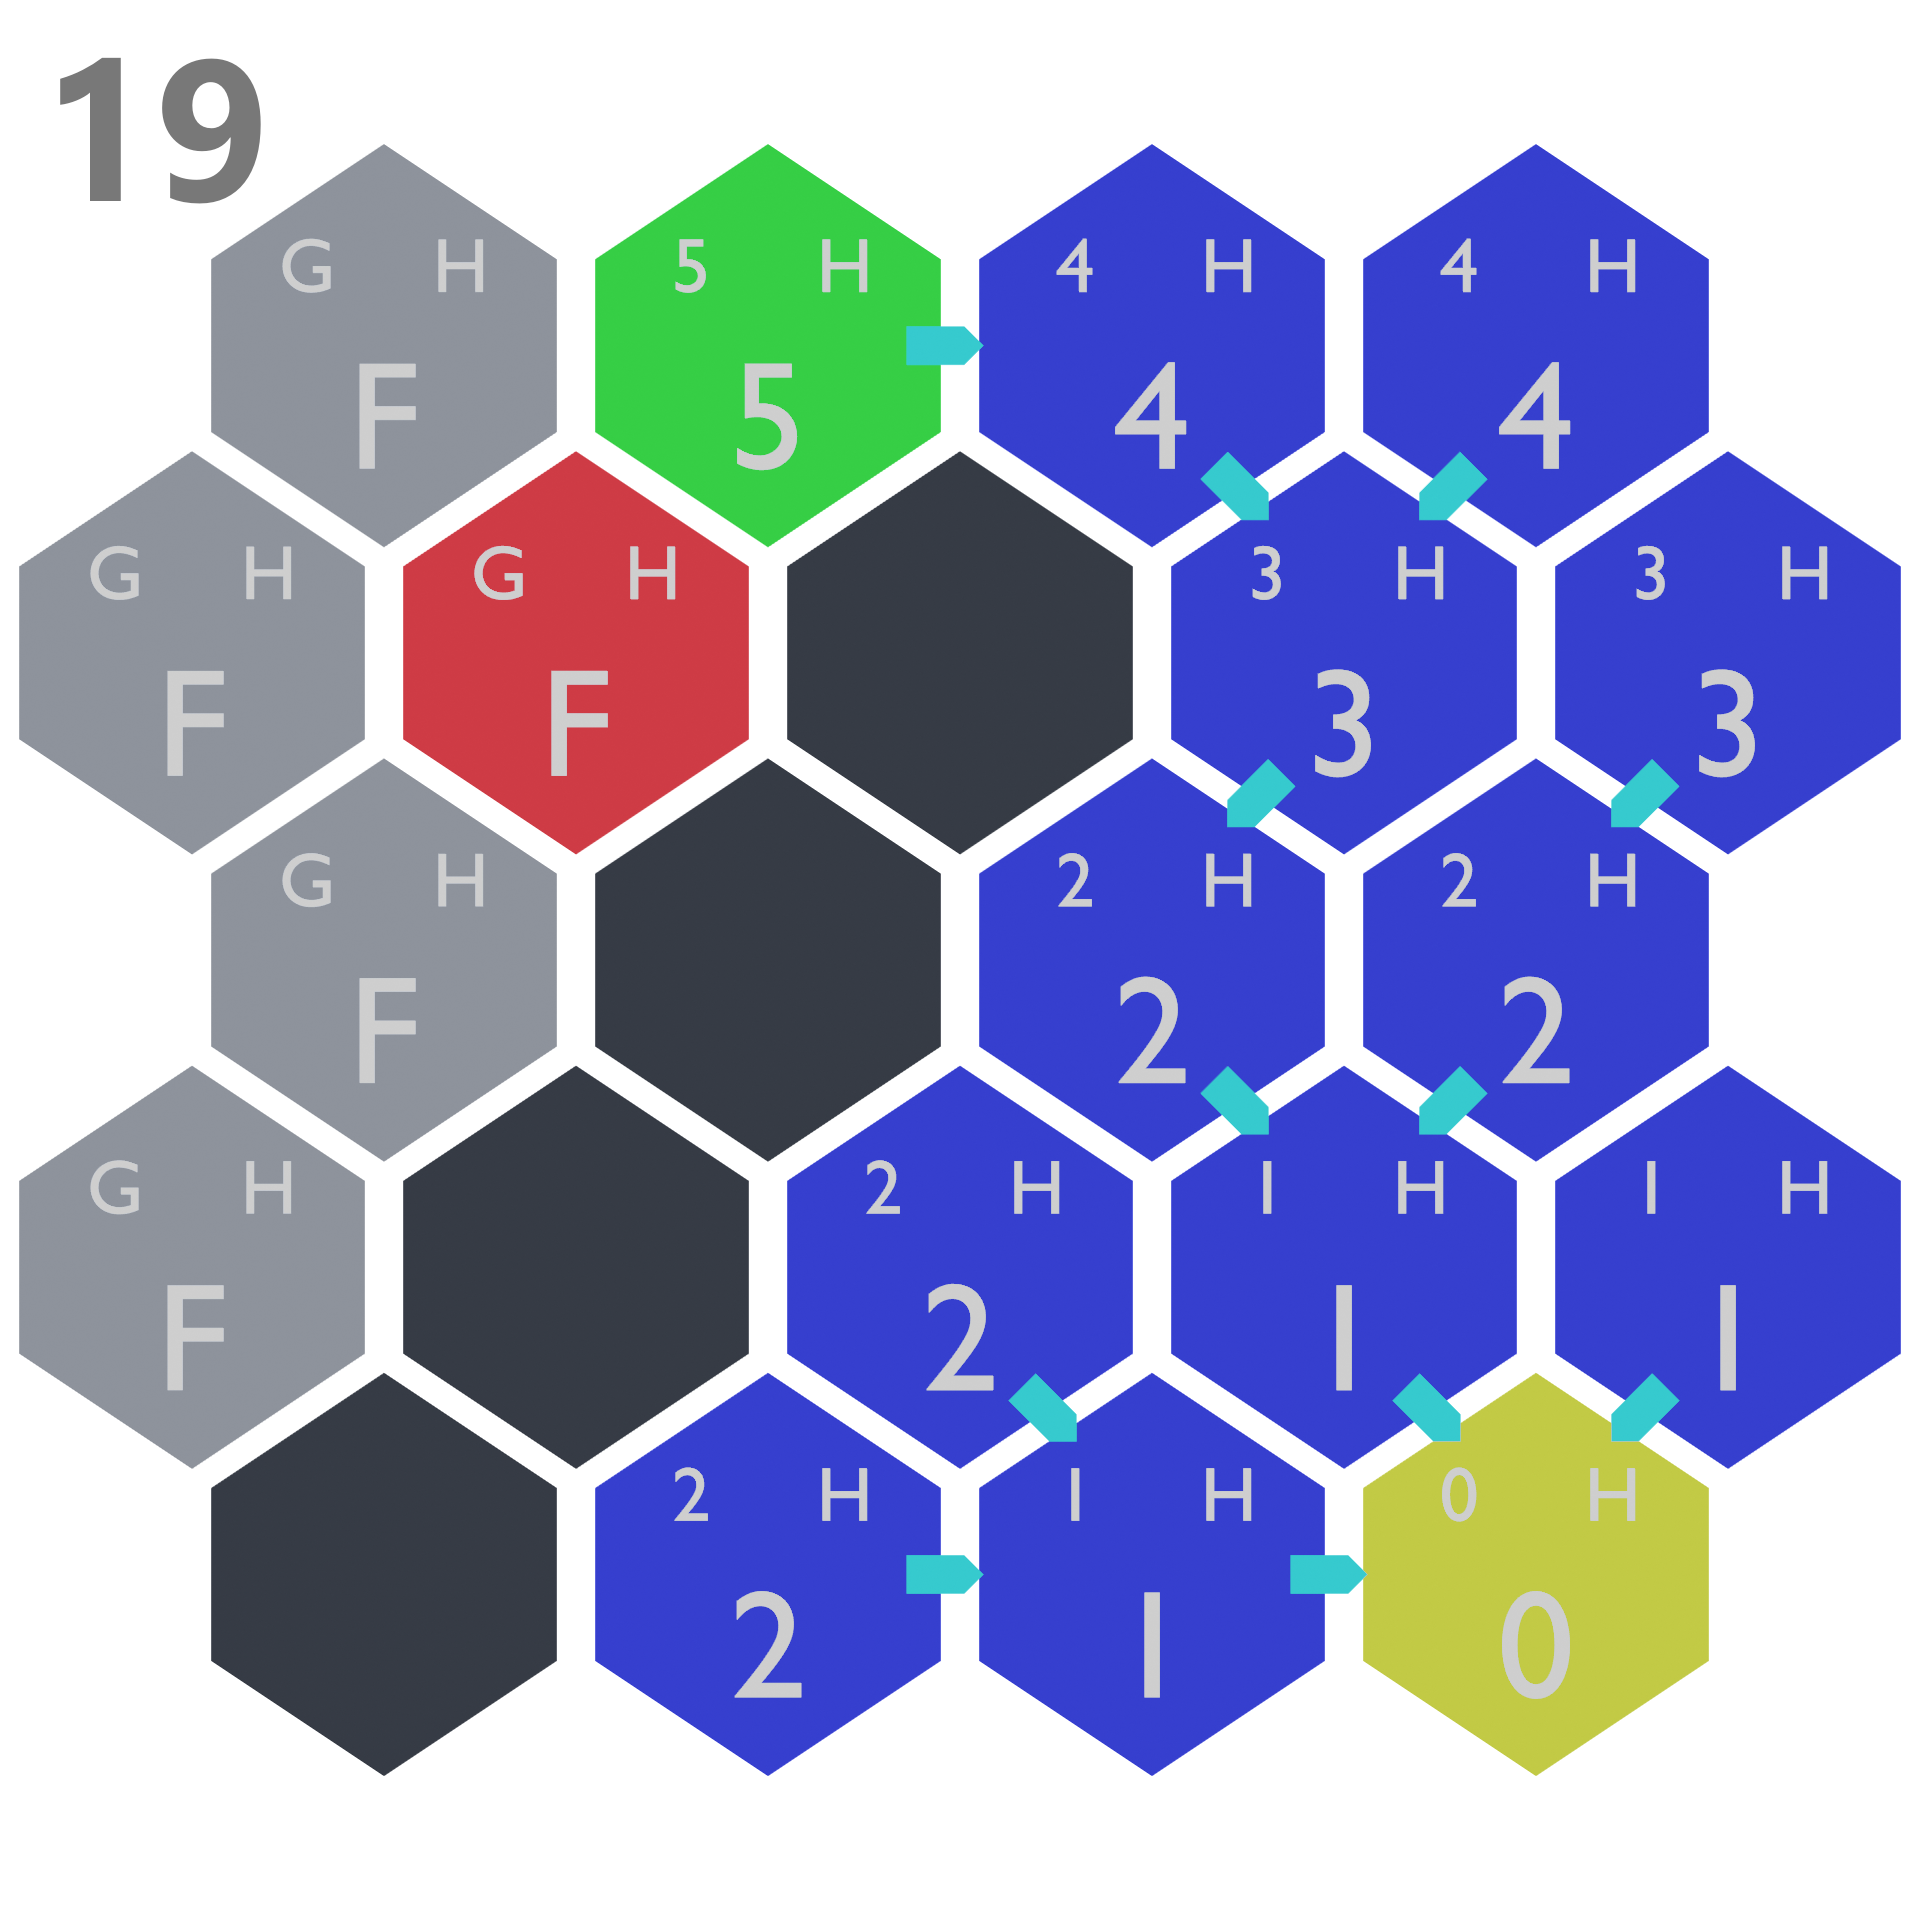 19
G H 5 H 4 H 4 H
F 5 4 4
G H G H 3 H 3 H
F F 3 3
G H 2 H 2 H
F 2 2
G H 2 H 1 H 1 H
F 2 1 1
2 H 1 H 0 H
2 1 0